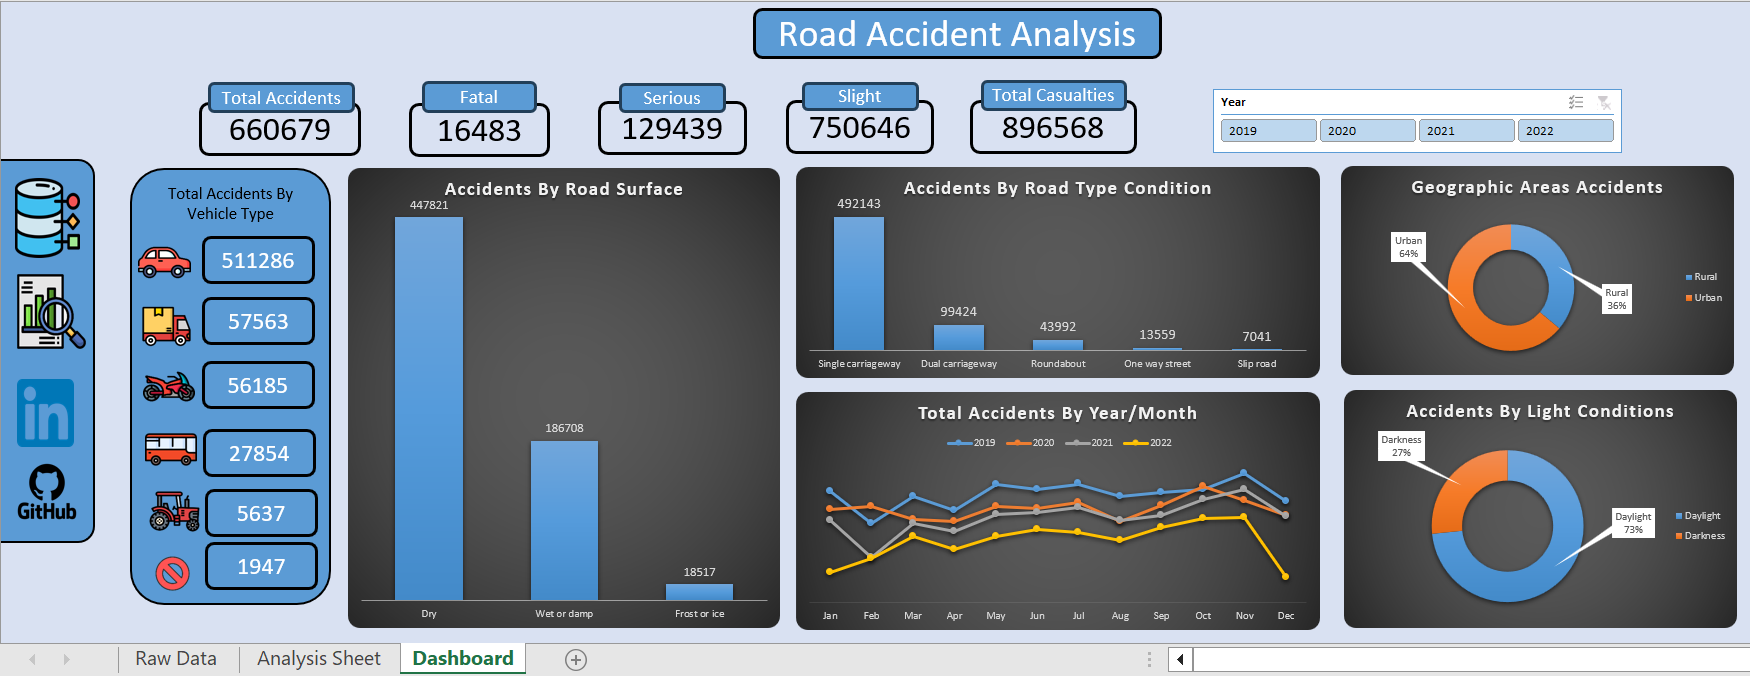 Road Accident Analysis
Total Accidents
660679
Fatal
16483
Serious
129439
Slight
750646
Total Casualties
896568
Year
2019
2020
2021
2022
Total Accidents By
Vehicle Type
511286
57563
56185
27854
5637
1947
in
GitHub
Accidents By Road Surface
447821
186708
18517
Dry
Wet or damp
Frost or ice
Accidents By Road Type Condition
492143
99424
43992
13559
7041
Single carriageway
Dual carriageway
Roundabout
One way street
Slip road
Total Accidents By Year/Month
2019
2020
2021
2022
Jan
Feb
Mar
Apr
May
Jun
Jul
Aug
Sep
Oct
Nov
Dec
Geographic Areas Accidents
Urban
64%
Rural
36%
Rural
Urban
Accidents By Light Conditions
Darkness
27%
Daylight
73%
Daylight
Darkness
Raw Data
Analysis Sheet
Dashboard